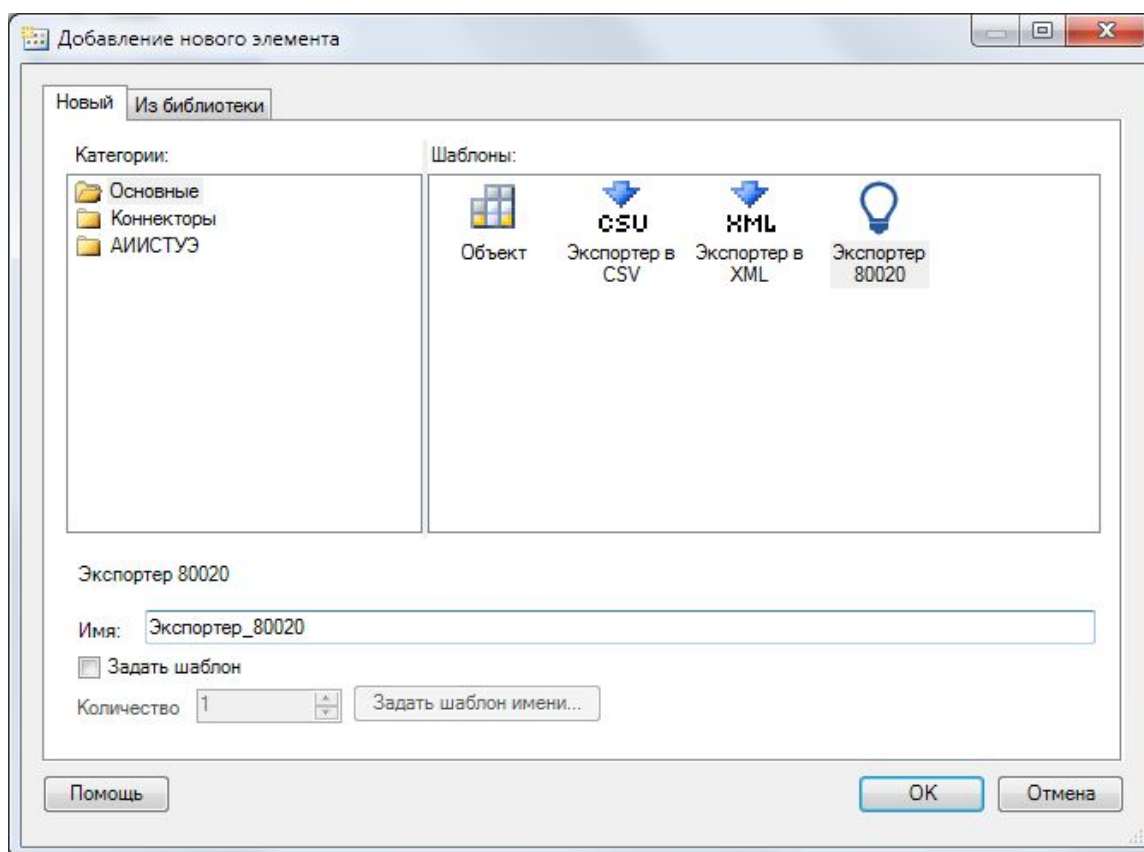 Добавление нового элемента
Новый
Из библиотеки
Категории:
Шаблоны:
Основные
Коннекторы
АИИСТУЭ
CSV
XML
Объект
Экспортер в
CSV
Экспортер в
XML
Экспортер
80020
Экспортер 80020
Имя:
Экспортер_80020
Задать шаблон
Количество
1
Задать шаблон имени...
Помощь
OK
Отмена